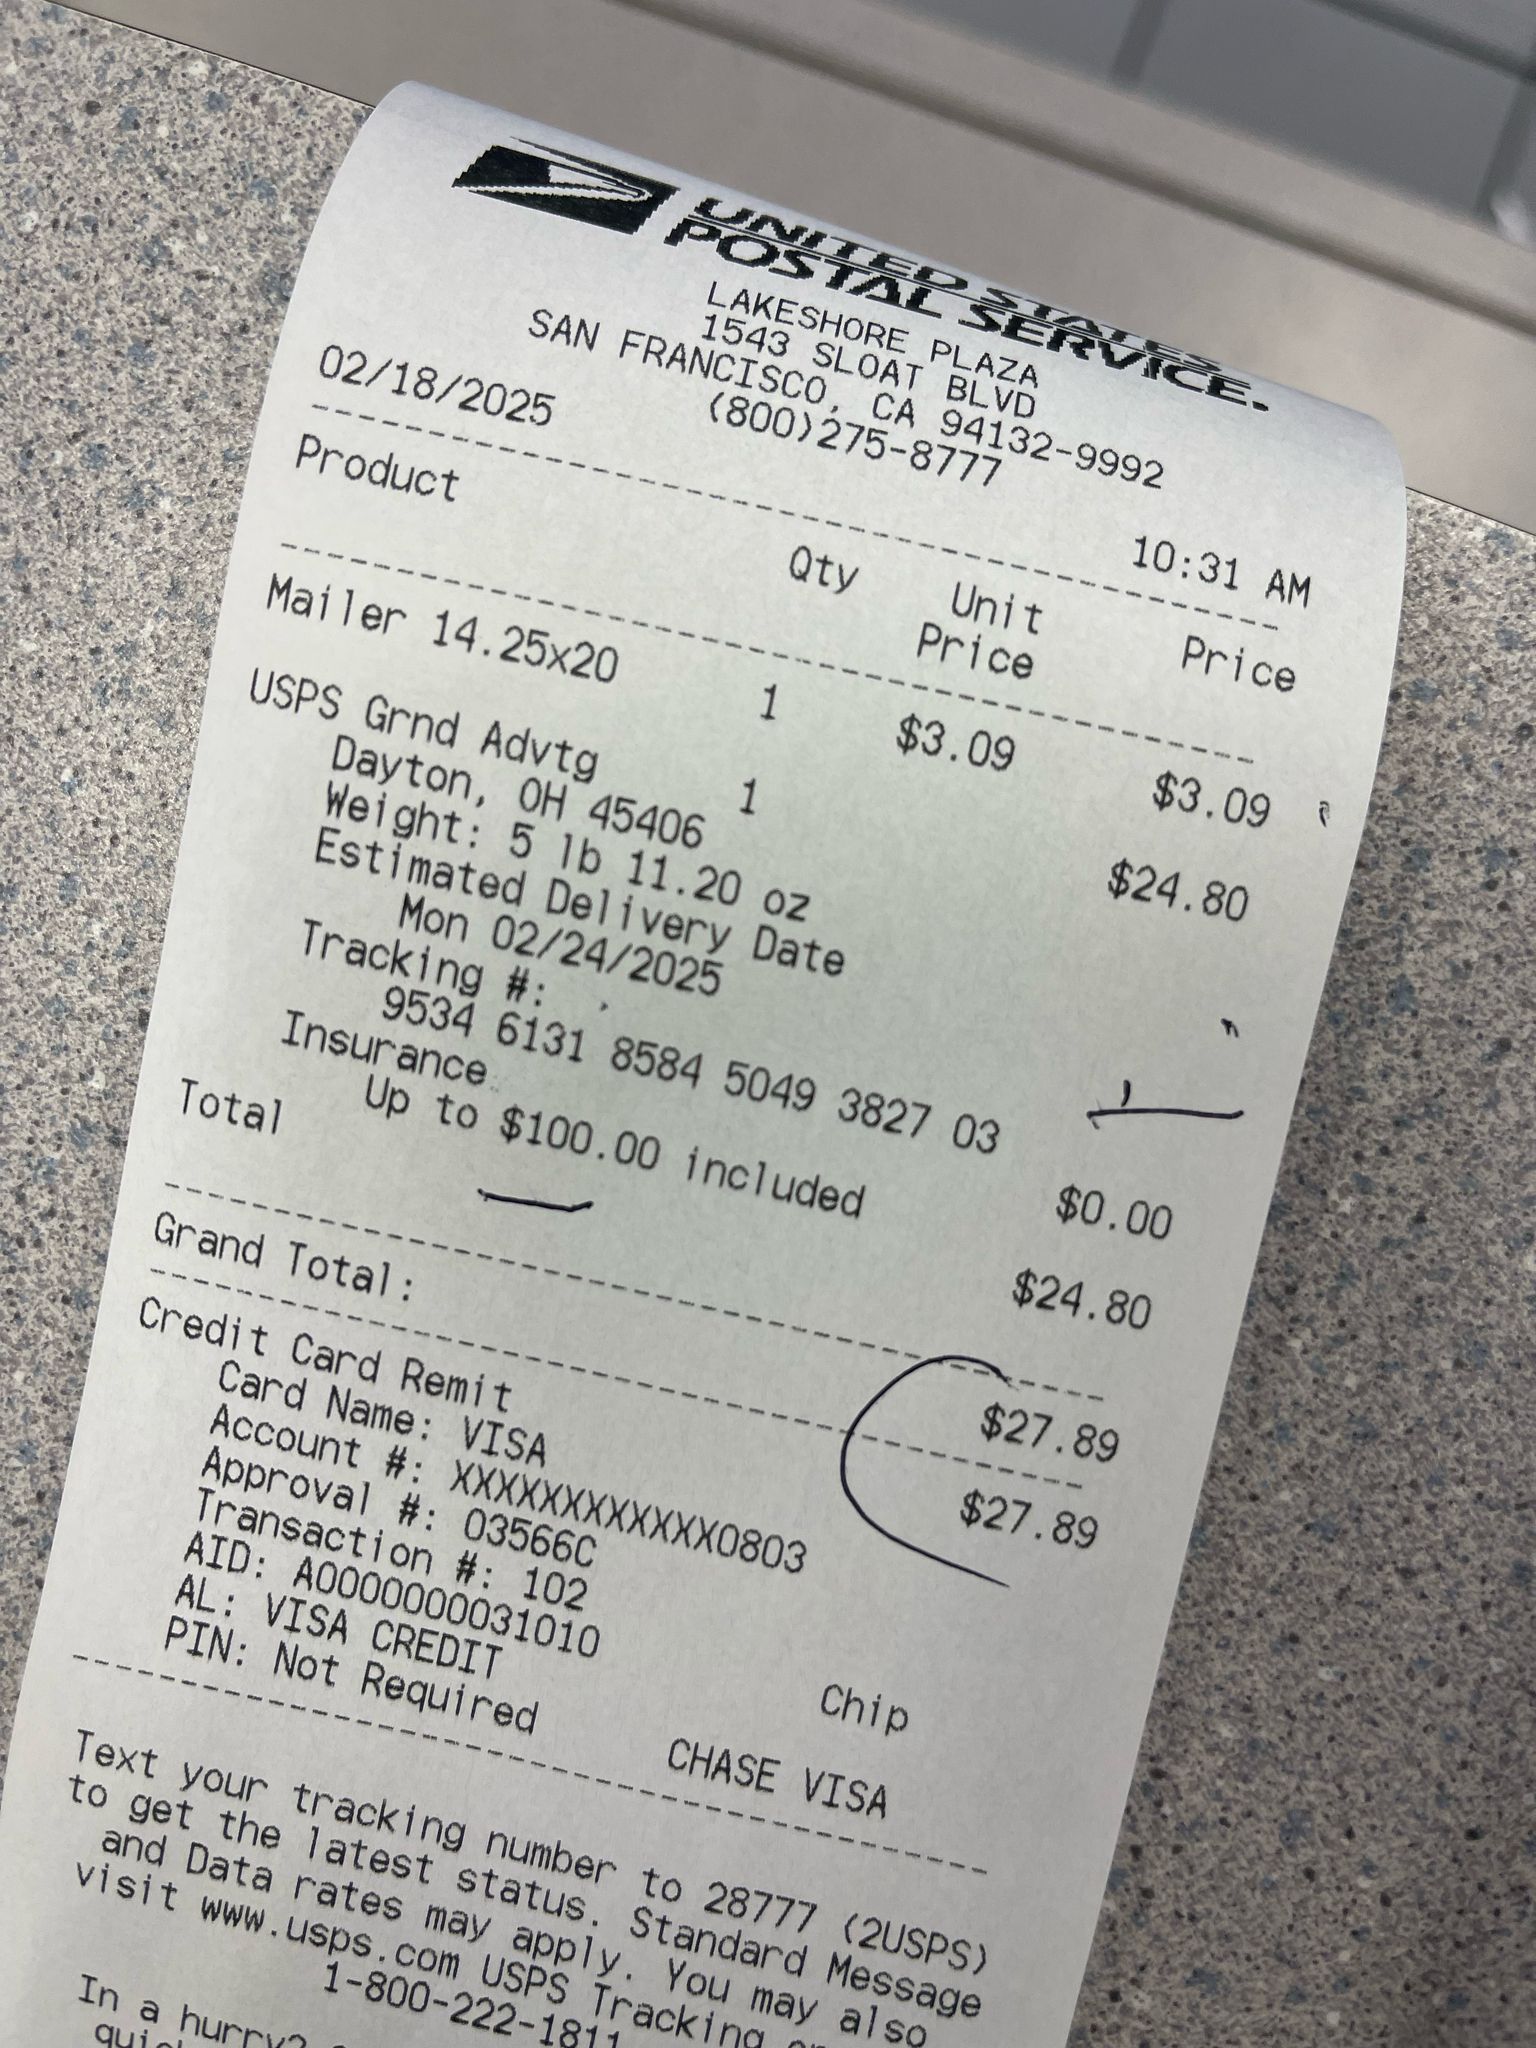 UNITED STATES
POSTAL SERVICE.
LAKESHORE PLAZA
1543 SLOAT BLVD
SAN FRANCISCO, CA 94132-9992
(800)275-8777
02/18/2025 10:31 AM
Product Qty Unit Price
Price
Mailer 14.25x20 1 $3.09 $3.09
USPS Grnd Advtg 1 $24.80
Dayton, OH 45406
Weight: 5 lb 11.20 oz
Estimated Delivery Date
Mon 02/24/2025
Tracking #:
9534 6131 8584 5049 3827 03
Insurance $0.00
Up to $100.00 included
Total $24.80
Grand Total: $27.89
Credit Card Remit $27.89
Card Name: VISA
Account #: XXXXXXXXXXXX0803
Approval #: 03566C
Transaction #: 102
AID: A0000000031010 Chip
AL: VISA CREDIT
PIN: Not Required CHASE VISA
Text your tracking number to 28777 (2USPS)
to get the latest status. Standard Message
and Data rates may apply. You may also
visit www.usps.com USPS Tracking
1-800-222-1811
In a hurry?